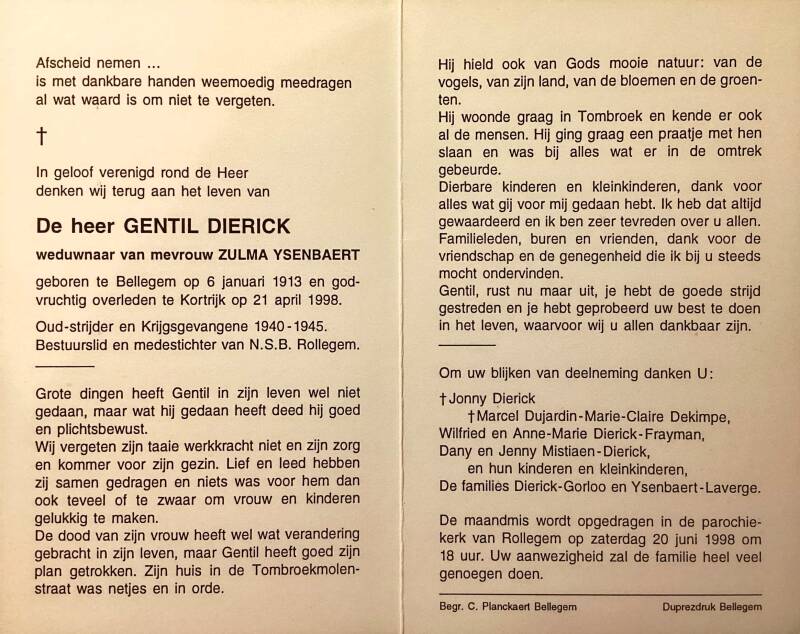 Afscheid nemen ...
is met dankbare handen weemoedig meedragen
al wat waard is om niet te vergeten.
†
In geloof verenigd rond de Heer
denken wij terug aan het leven van
De heer GENTIL DIERICK
weduwnaar van mevrouw ZULMA YSENBAERT
geboren te Bellegem op 6 januari 1913 en god-
vruchtig overleden te Kortrijk op 21 april 1998.
Oud-strijder en Krijgsgevangene 1940-1945.
Bestuurslid en medestichter van N.S.B. Rollegem.
Grote dingen heeft Gentil in zijn leven wel niet
gedaan, maar wat hij gedaan heeft deed hij goed
en plichtsbewust.
Wij vergeten zijn taaie werkkracht niet en zijn zorg
en kommer voor zijn gezin. Lief en leed hebben
zij samen gedragen en niets was voor hem dan
ook teveel of te zwaar om vrouw en kinderen
gelukkig te maken.
De dood van zijn vrouw heeft wel wat verandering
gebracht in zijn leven, maar Gentil heeft goed zijn
plan getrokken. Zijn huis in de Tombroekmolen-
straat was netjes en in orde.
Hij hield ook van Gods mooie natuur: van de
vogels, van zijn land, van de bloemen en de groen-
ten.
Hij woonde graag in Tombroek en kende er ook
al de mensen. Hij ging graag een praatje met hen
slaan en was bij alles wat er in de omtrek
gebeurde.
Dierbare kinderen en kleinkinderen, dank voor
alles wat gij voor mij gedaan hebt. Ik heb dat altijd
gewaardeerd en ik ben zeer tevreden over u allen.
Familieleden, buren en vrienden, dank voor de
vriendschap en de genegenheid die ik bij u steeds
mocht ondervinden.
Gentil, rust nu maar uit, je hebt de goede strijd
gestreden en je hebt geprobeerd uw best te doen
in het leven, waarvoor wij u allen dankbaar zijn.
Om uw blijken van deelneming danken U:
†Jonny Dierick
†Marcel Dujardin-Marie-Claire Dekimpe,
Wilfried en Anne-Marie Dierick-Frayman,
Dany en Jenny Mistiaen-Dierick,
en hun kinderen en kleinkinderen,
De families Dierick-Gorloo en Ysenbaert-Laverge.
De maandmis wordt opgedragen in de parochie-
kerk van Rollegem op zaterdag 20 juni 1998 om
18 uur. Uw aanwezigheid zal de familie heel veel
genoegen doen.
Begr. C. Planckaert Bellegem Duprezdruk Bellegem